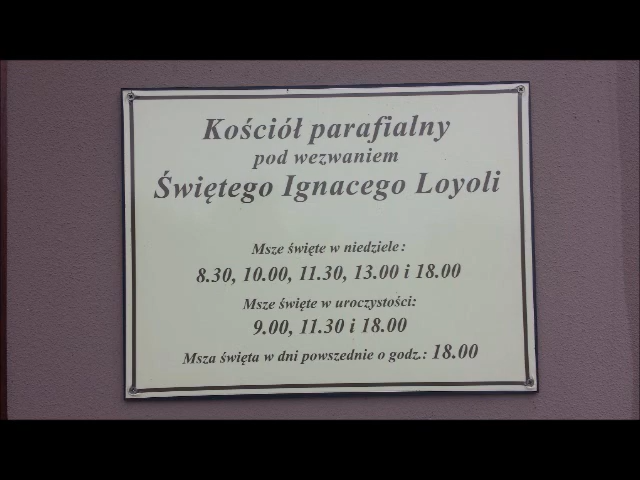 Kościół parafialny
pod wezwaniem
Świętego Ignacego Loyoli
Msze święte w niedziele :
8.30, 10.00, 11.30, 13.00 i 18.00
Msze święte w uroczystości:
9.00, 11.30 i 18.00
Msza święta w dni powszednie o godz.: 18.00